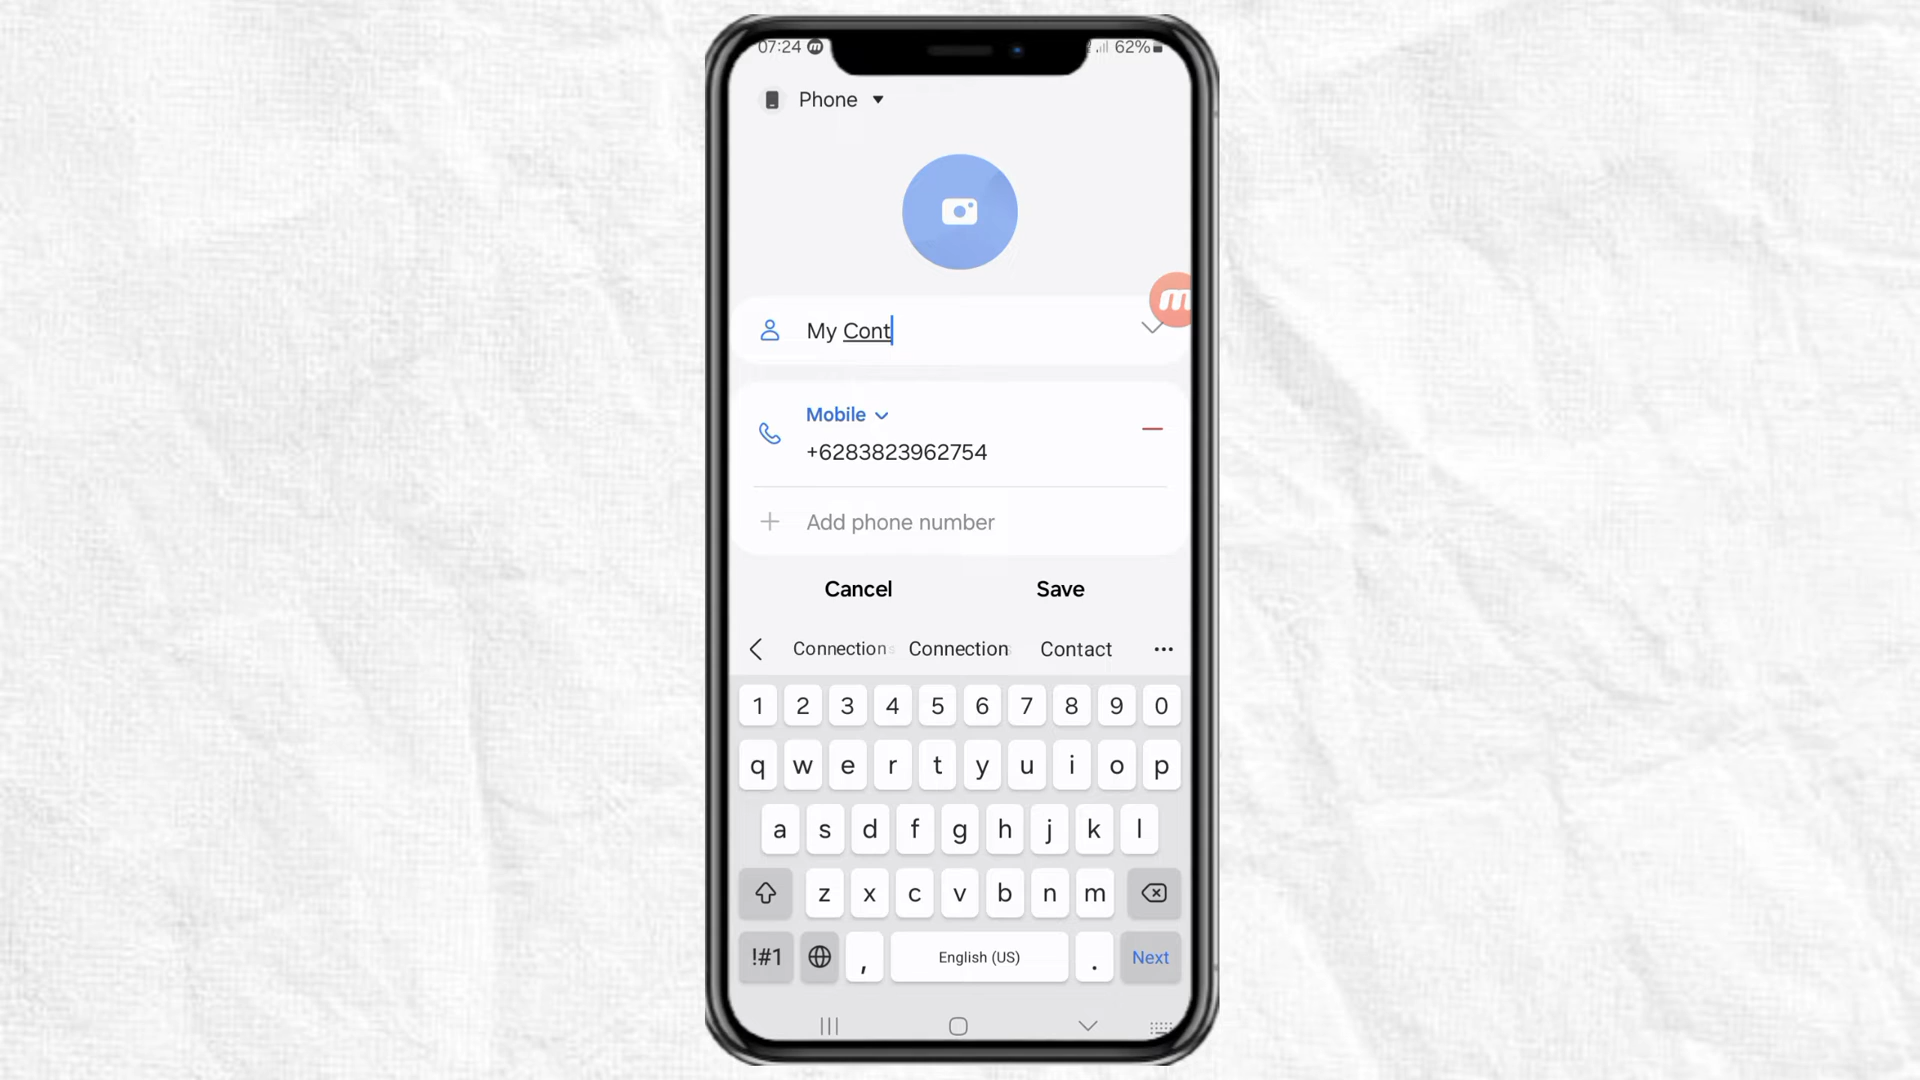 07:24 m 62%
Phone
m
My Cont
Mobile
+6283823962754
Add phone number
Cancel Save
Connections Connection Contact ...
1 2 3 4 5 6 7 8 9 0
q w e r t y u i o p
a s d f g h j k l
z x c v b n m
!#1 , English (US) . Next